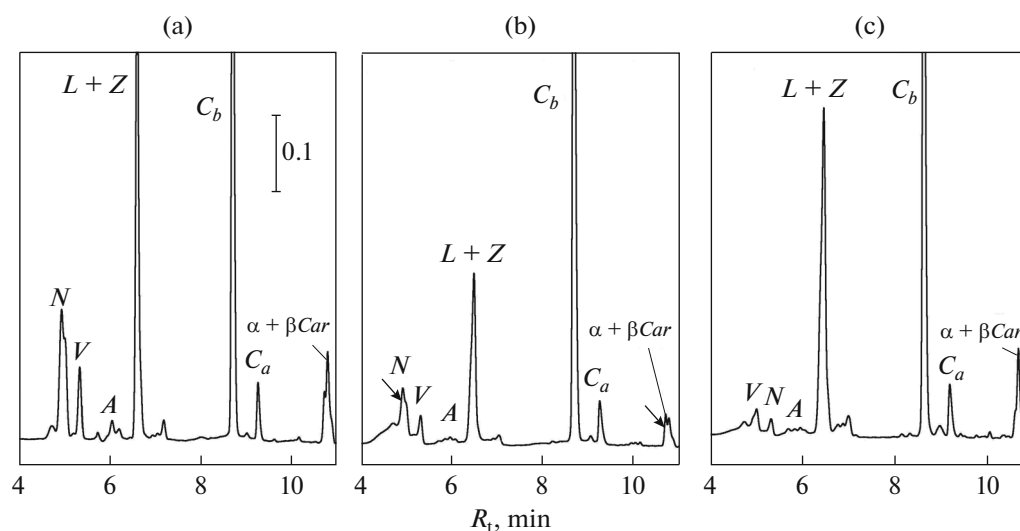 (a) (b) (c)
L + Z
C_b
0.1
N
V
A
C_a
α + βCar
4 6 8 10
C_b
L + Z
N
V
A
C_a
α + βCar
4 6 8 10
L + Z
C_b
V N
A
C_a
α + βCar
4 6 8 10
R_t, min